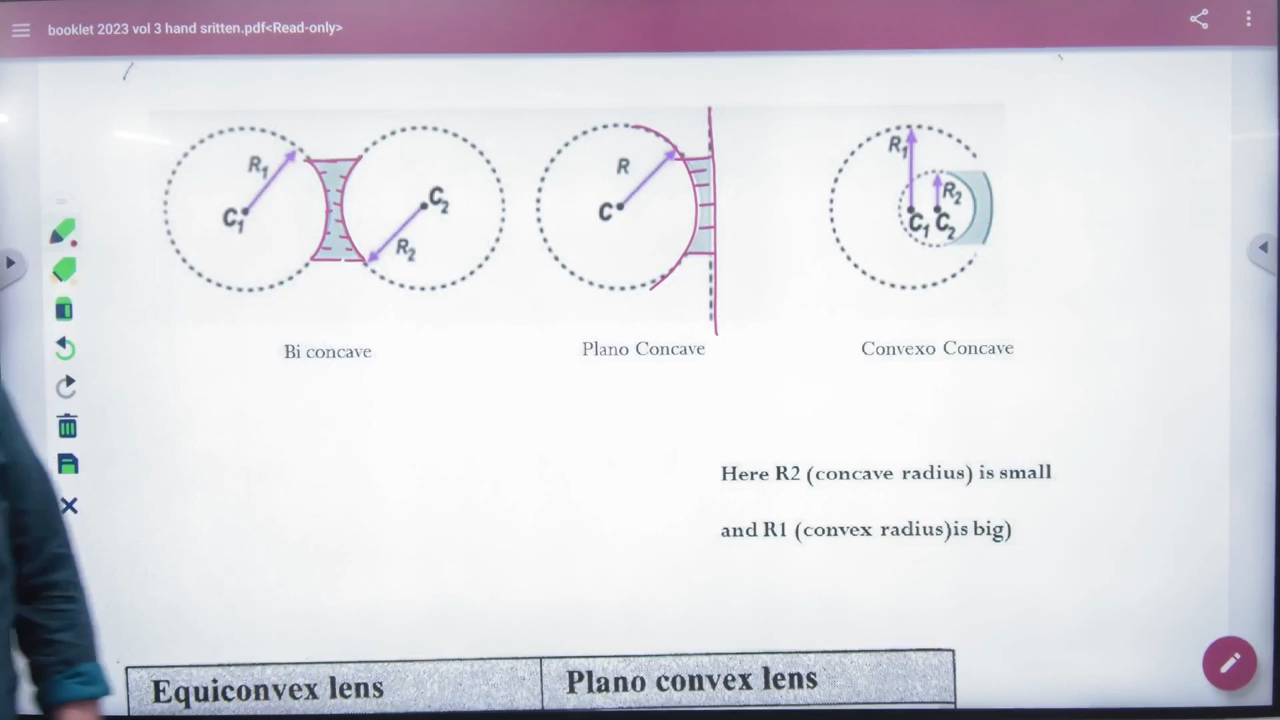 booklet 2023 vol 3 hand sritten.pdf<Read-only>
R1
C1
C2
R2
R
C
R1
R2
C1 C2
Bi concave
Plano Concave
Convexo Concave
Here R2 (concave radius) is small
and R1 (convex radius)is big)
Equiconvex lens
Plano convex lens